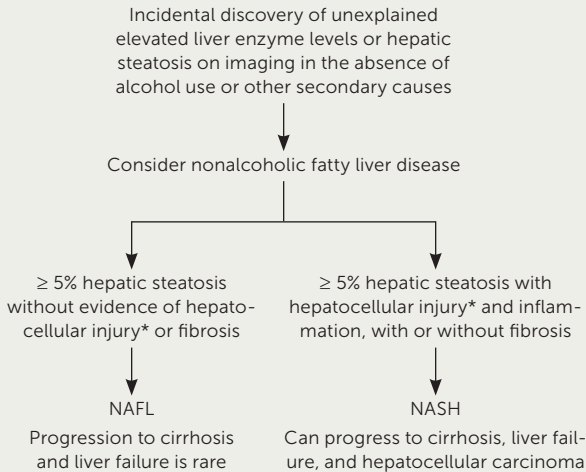 Incidental discovery of unexplained
elevated liver enzyme levels or hepatic
steatosis on imaging in the absence of
alcohol use or other secondary causes
Consider nonalcoholic fatty liver disease
≥ 5% hepatic steatosis
without evidence of hepato-
cellular injury* or fibrosis
≥ 5% hepatic steatosis with
hepatocellular injury* and inflam-
mation, with or without fibrosis
NAFL
Progression to cirrhosis
and liver failure is rare
NASH
Can progress to cirrhosis, liver fail-
ure, and hepatocellular carcinoma